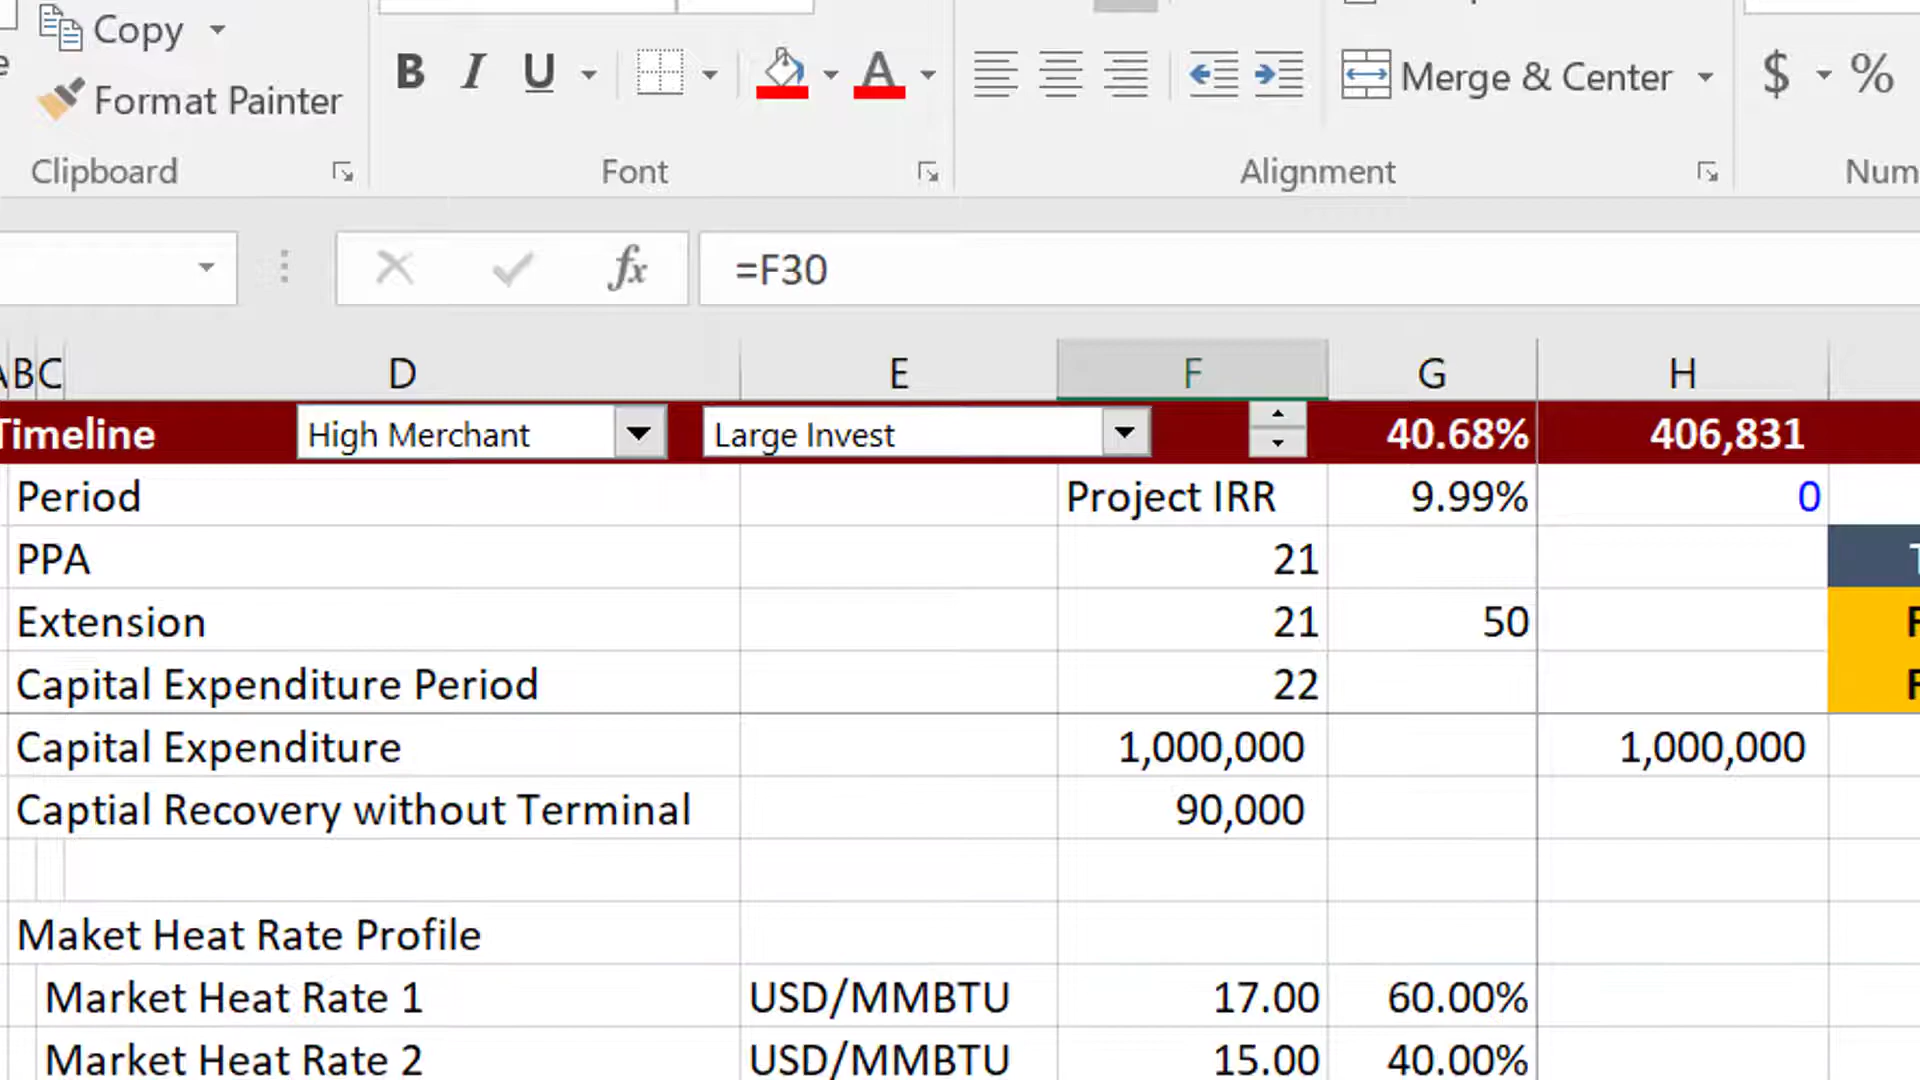 Copy
Format Painter
B I U A
Merge & Center
$ %
Clipboard
Font
Alignment
fx =F30
B C D E F G H
Timeline High Merchant Large Invest 40.68% 406,831
Period Project IRR 9.99% 0
PPA 21
Extension 21 50
Capital Expenditure Period 22
Capital Expenditure 1,000,000 1,000,000
Captial Recovery without Terminal 90,000
Maket Heat Rate Profile
Market Heat Rate 1 USD/MMBTU 17.00 60.00%
Market Heat Rate 2 USD/MMBTU 15.00 40.00%